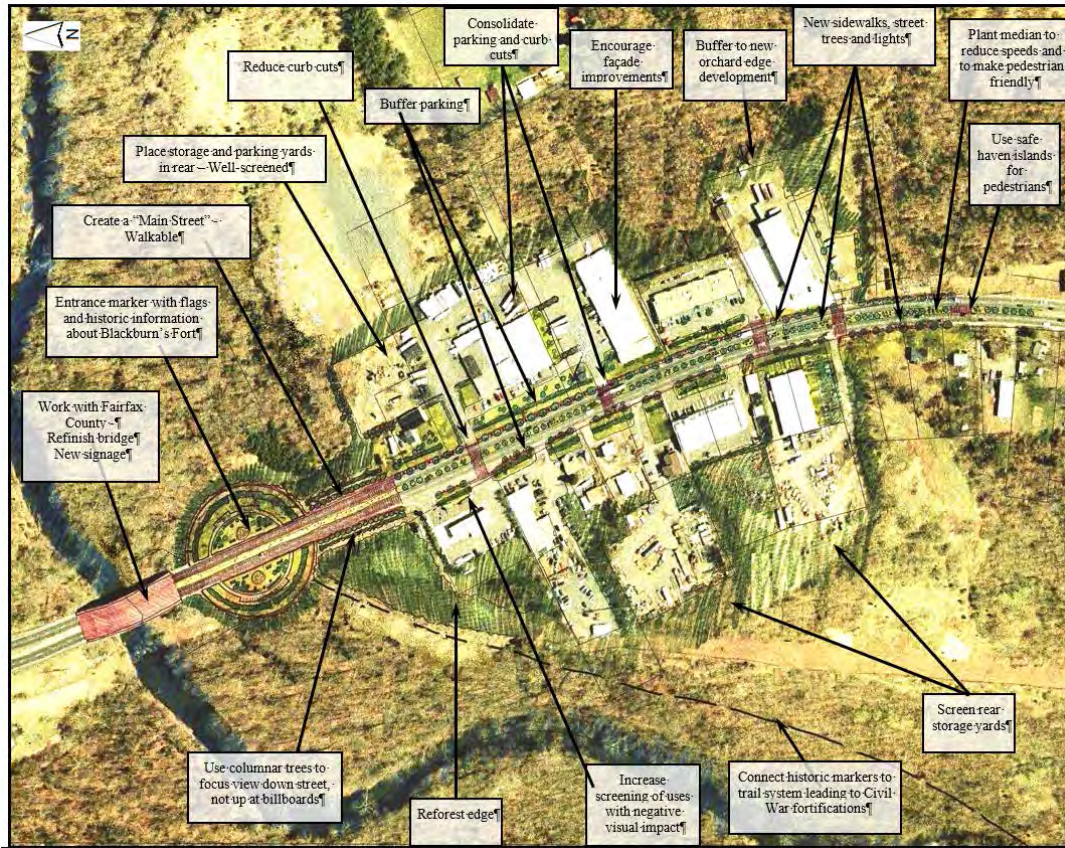 N
Reduce·curb·cuts¶
Consolidate·
parking·and·curb·
cuts¶
Encourage·
façade·
improvements¶
Buffer·to·new·
orchard·edge·
development¶
New·sidewalks,·street·
trees·and·lights¶
Plant·median·to·
reduce·speeds·and·
to·make·pedestrian·
friendly¶
Buffer·parking¶
Place·storage·and·parking·yards·
in·rear·–·Well-screened¶
Use·safe·
haven·islands·
for·
pedestrians¶
Create·a·“Main·Street”·-·
Walkable¶
Entrance·marker·with·flags·
and·historic·information·
about·Blackburn’s·Fort¶
Work·with·Fairfax·
County·-¶
Refinish·bridge¶
New·signage¶
Use·columnar·trees·to·
focus·view·down·street,·
not·up·at·billboards¶
Reforest·edge¶
Increase·
screening·of·uses·
with·negative·
visual·impact¶
Connect·historic·markers·to·
trail·system·leading·to·Civil·
War·fortifications¶
Screen·rear·
storage·yards¶